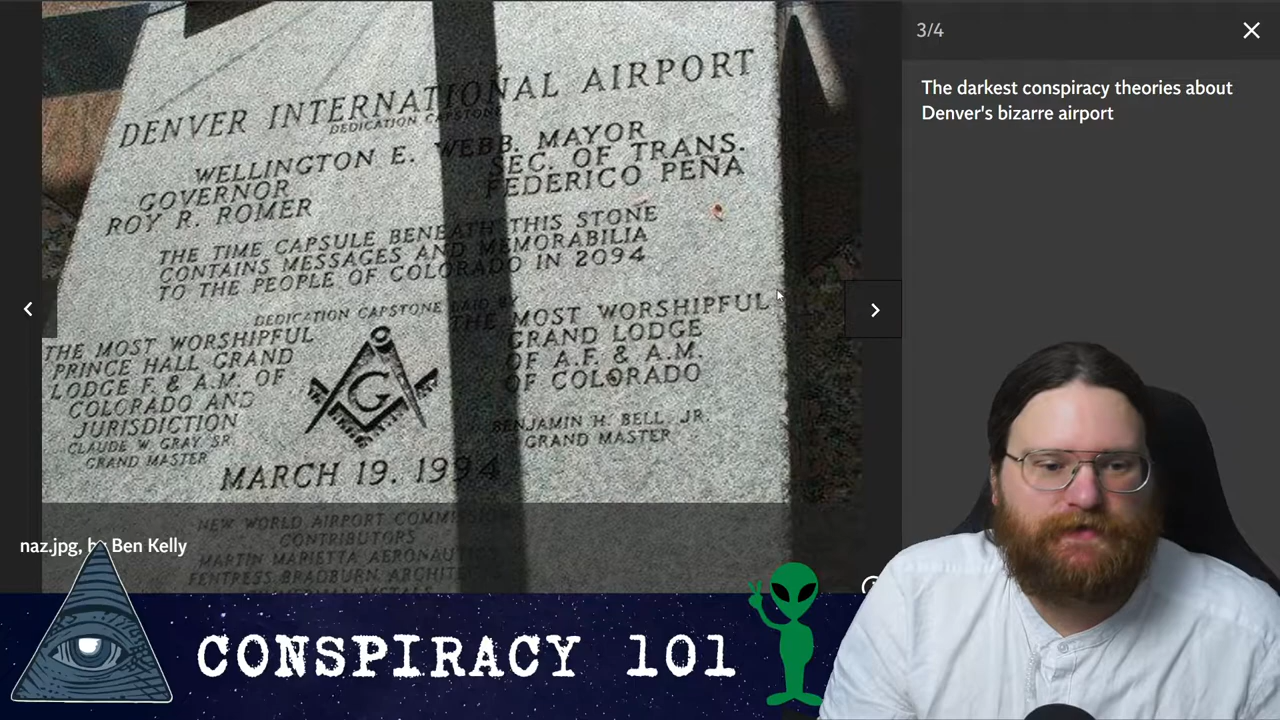 3/4
The darkest conspiracy theories about
Denver's bizarre airport
DENVER INTERNATIONAL AIRPORT
DEDICATION CAPSTONE
WELLINGTON E. WEBB. MAYOR
GOVERNOR
ROY R. ROMER
SEC. OF TRANS.
FEDERICO PEÑA
THE TIME CAPSULE BENEATH THIS STONE
CONTAINS MESSAGES AND MEMORABILIA
TO THE PEOPLE OF COLORADO IN 2094
DEDICATION CAPSTONE LAID BY
THE MOST WORSHIPFUL
PRINCE HALL GRAND
LODGE F. & A.M. OF
COLORADO AND
JURISDICTION
CLAUDE W. GRAY SR
GRAND MASTER
G
THE MOST WORSHIPFUL
GRAND LODGE
OF A.F. & A.M.
OF COLORADO
BENJAMIN H. BELL, JR.
GRAND MASTER
MARCH 19. 1994
NEW WORLD AIRPORT COMMISSION
CONTRIBUTORS
MARTIN MARIETTA AERONAUTICS
FENTRESS BRADBURN
naz.jpg, by Ben Kelly
CONSPIRACY 101